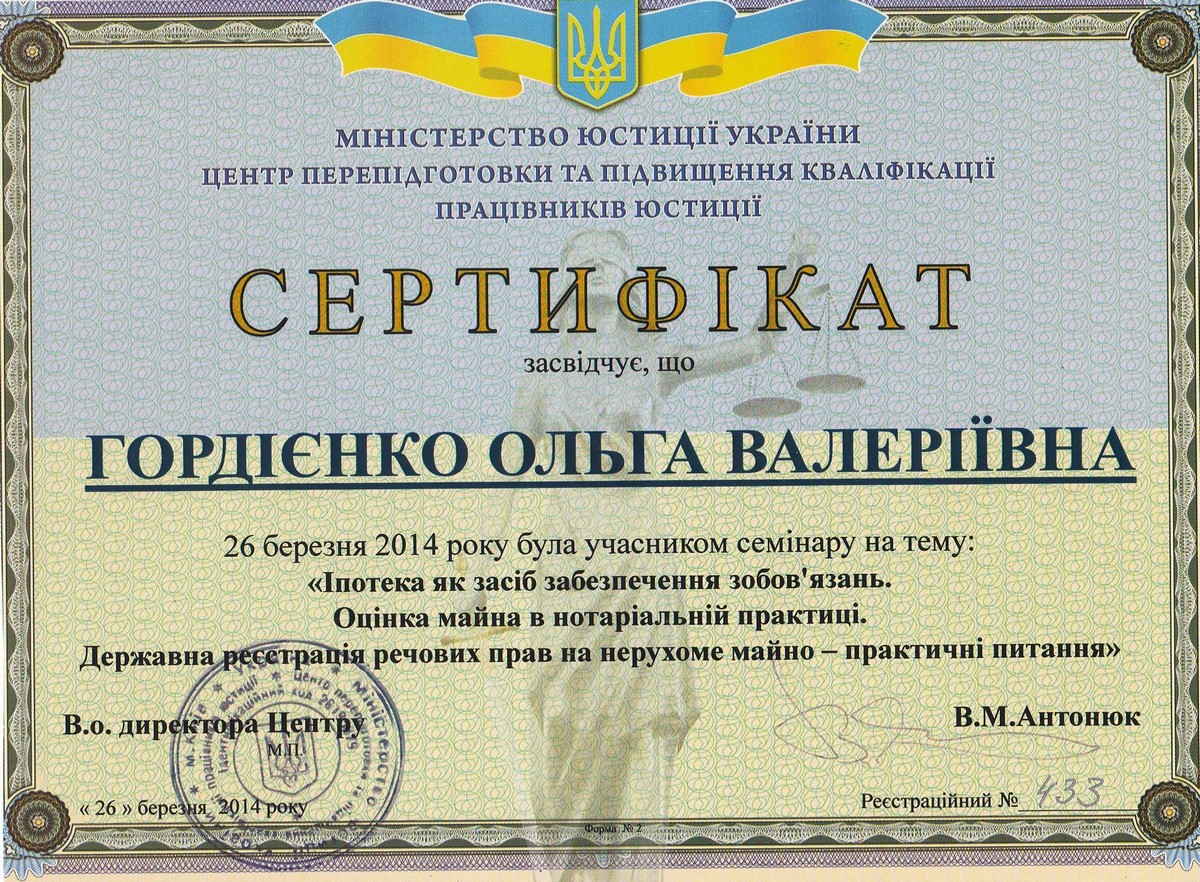 МІНІСТЕРСТВО ЮСТИЦІЇ УКРАЇНИ
ЦЕНТР ПЕРЕПІДГОТОВКИ ТА ПІДВИЩЕННЯ КВАЛІФІКАЦІЇ
ПРАЦІВНИКІВ ЮСТИЦІЇ
СЕРТИФІКАТ
засвідчує, що
ГОРДІЄНКО ОЛЬГА ВАЛЕРІЇВНА
26 березня 2014 року була учасником семінару на тему:
«Іпотека як засіб забезпечення зобов'язань.
Оцінка майна в нотаріальній практиці.
Державна реєстрація речових прав на нерухоме майно – практичні питання»
В.о. директора Центру
В.М.Антонюк
М.П.
« 26 » березня 2014 року
Реєстраційний № 433
Форма № 2